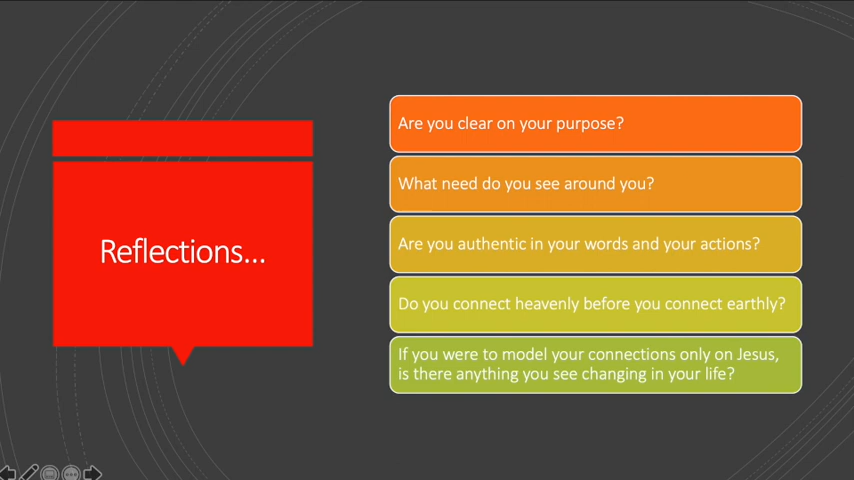 Reflections...
Are you clear on your purpose?
What need do you see around you?
Are you authentic in your words and your actions?
Do you connect heavenly before you connect earthly?
If you were to model your connections only on Jesus,
is there anything you see changing in your life?